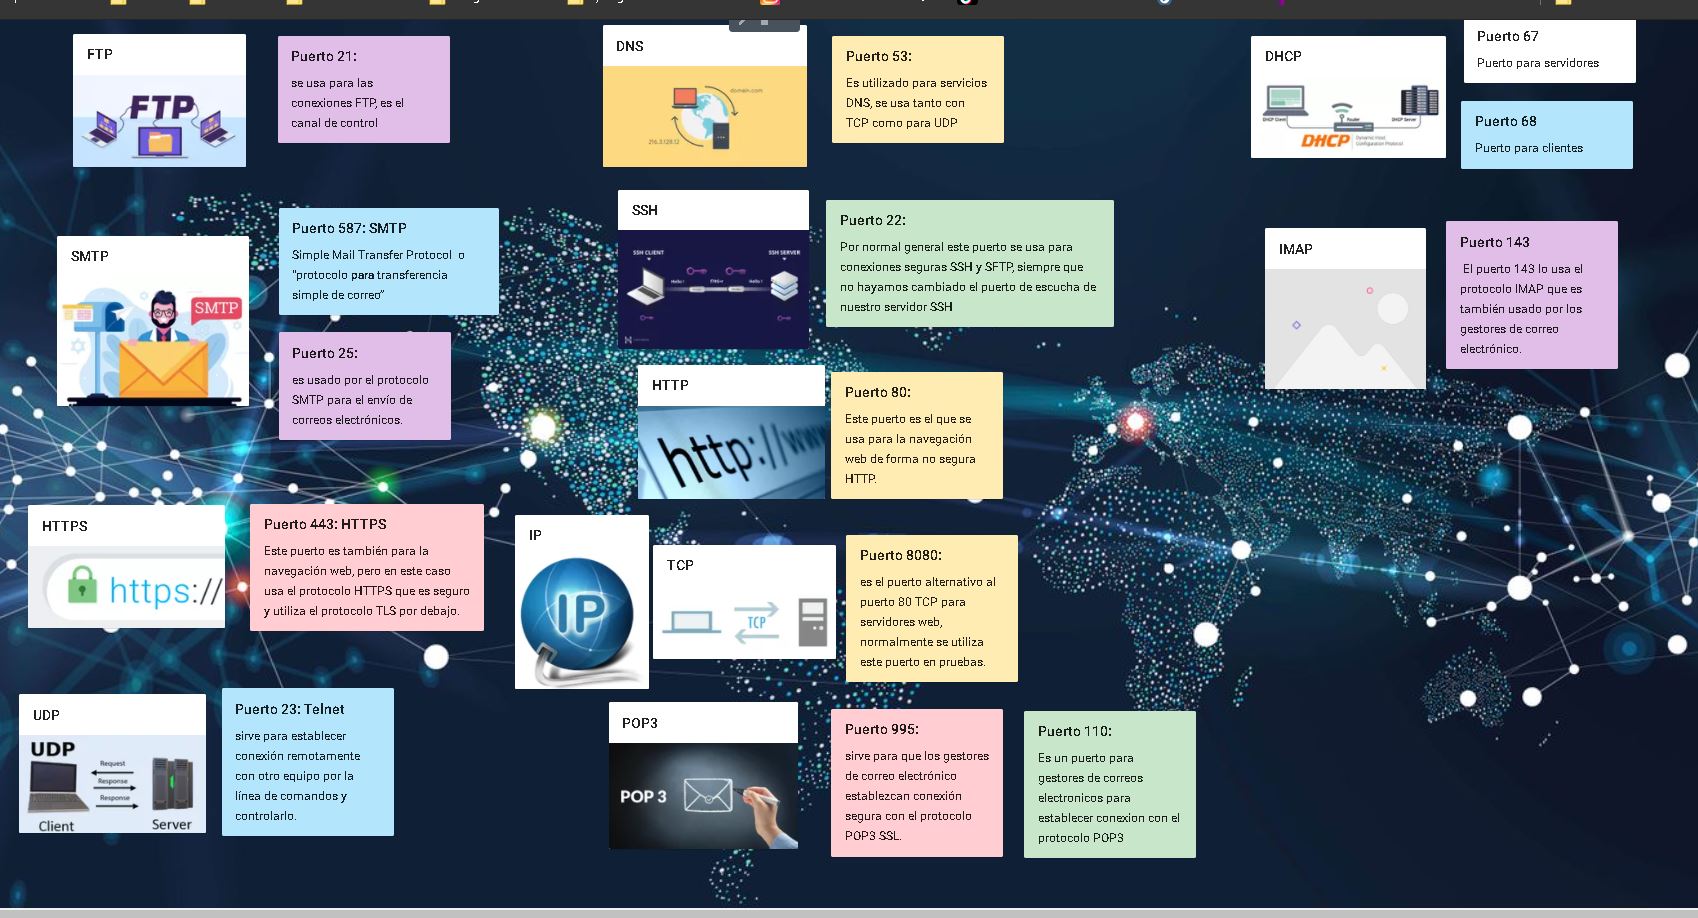 FTP
FTP
Puerto 21:
se usa para las
conexiones FTP, es el
canal de control
DNS
domain.com
216.3.128.12
Puerto 53:
Es utilizado para servicios
DNS, se usa tanto con
TCP como para UDP
DHCP
DHCP Client
Router
DHCP Server
DHCP
Dynamic Host
Configuration Protocol
Puerto 67
Puerto para servidores
Puerto 68
Puerto para clientes
SMTP
SMTP
Puerto 587: SMTP
Simple Mail Transfer Protocol o
"protocolo para transferencia
simple de correo”
Puerto 25:
es usado por el protocolo
SMTP para el envío de
correos electrónicos.
SSH
SSH CLIENT
SSH SERVER
Hello !
Hello !
Puerto 22:
Por normal general este puerto se usa para
conexiones seguras SSH y SFTP, siempre que
no hayamos cambiado el puerto de escucha de
nuestro servidor SSH
IMAP
Puerto 143
El puerto 143 lo usa el
protocolo IMAP que es
también usado por los
gestores de correo
electrónico.
HTTP
http://www
Puerto 80:
Este puerto es el que se
usa para la navegación
web de forma no segura
HTTP.
HTTPS
https://
Puerto 443: HTTPS
Este puerto es también para la
navegación web, pero en este caso
usa el protocolo HTTPS que es seguro
y utiliza el protocolo TLS por debajo.
IP
IP
TCP
TCP
Puerto 8080:
es el puerto alternativo al
puerto 80 TCP para
servidores web,
normalmente se utiliza
este puerto en pruebas.
UDP
UDP
Request
Response
Response
Client
Server
Puerto 23: Telnet
sirve para establecer
conexión remotamente
con otro equipo por la
línea de comandos y
controlarlo.
POP3
POP 3
Puerto 995:
sirve para que los gestores
de correo electrónico
establezcan conexión
segura con el protocolo
POP3 SSL.
Puerto 110:
Es un puerto para
gestores de correos
electronicos para
establecer conexion con el
protocolo POP3